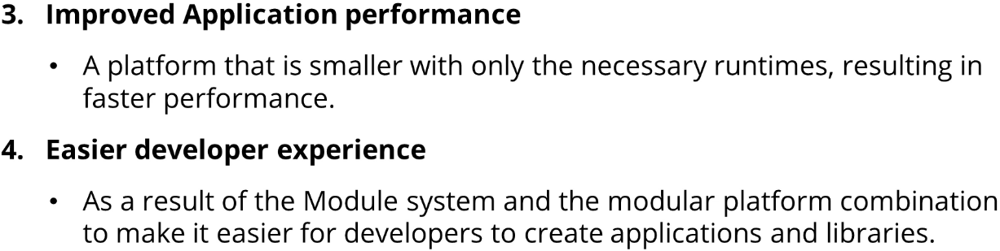 3. Improved Application performance
• A platform that is smaller with only the necessary runtimes, resulting in
faster performance.
4. Easier developer experience
• As a result of the Module system and the modular platform combination
to make it easier for developers to create applications and libraries.